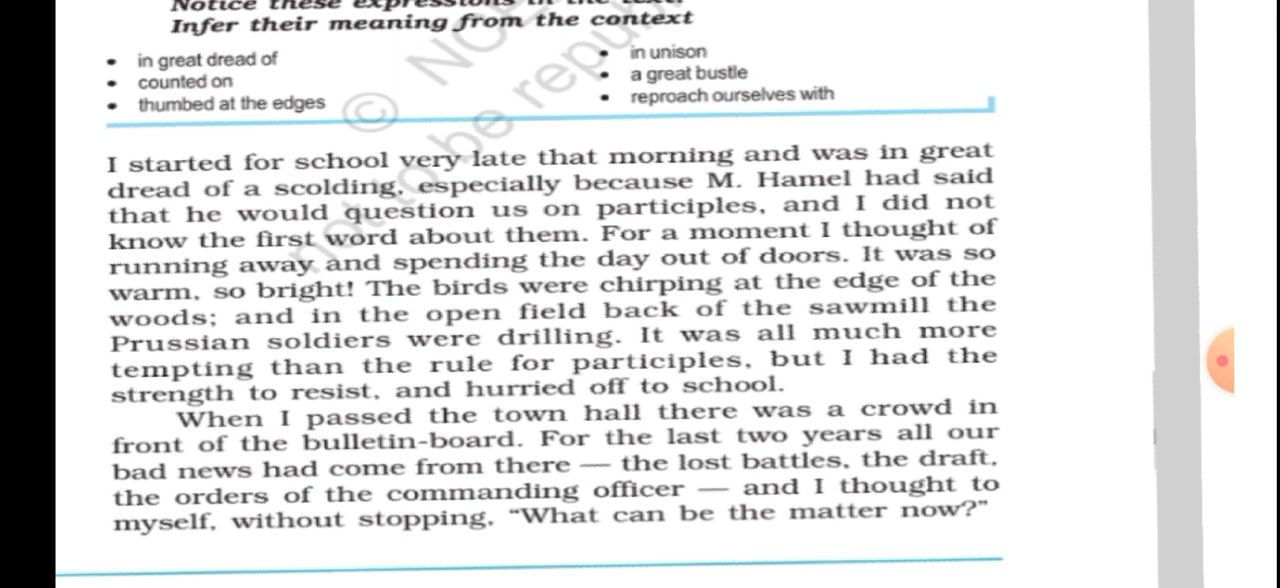 Notice these expressions in the text.
Infer their meaning from the context
• in great dread of
• counted on
• thumbed at the edges
• in unison
• a great bustle
• reproach ourselves with
© NCE
not to be repu
I started for school very late that morning and was in great
dread of a scolding, especially because M. Hamel had said
that he would question us on participles, and I did not
know the first word about them. For a moment I thought of
running away and spending the day out of doors. It was so
warm, so bright! The birds were chirping at the edge of the
woods; and in the open field back of the sawmill the
Prussian soldiers were drilling. It was all much more
tempting than the rule for participles, but I had the
strength to resist, and hurried off to school.
When I passed the town hall there was a crowd in
front of the bulletin-board. For the last two years all our
bad news had come from there — the lost battles, the draft,
the orders of the commanding officer — and I thought to
myself, without stopping, “What can be the matter now?”